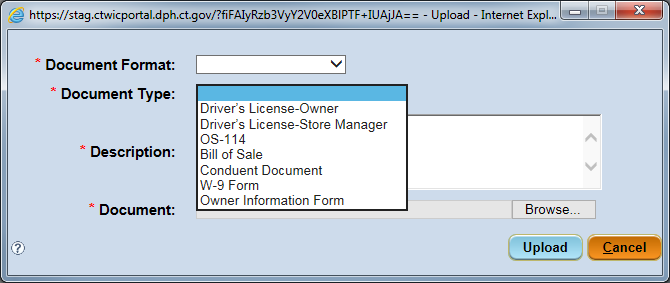 https://stag.ctwicportal.dph.ct.gov/?fiFAIyRzb3VyY2V0eXBlPTF+IUAjJA== - Upload - Internet Expl...
* Document Format:
* Document Type:
Driver's License-Owner
Driver's License-Store Manager
OS-114
Bill of Sale
Conduent Document
W-9 Form
Owner Information Form
* Description:
* Document:
Browse...
?
Upload
Cancel